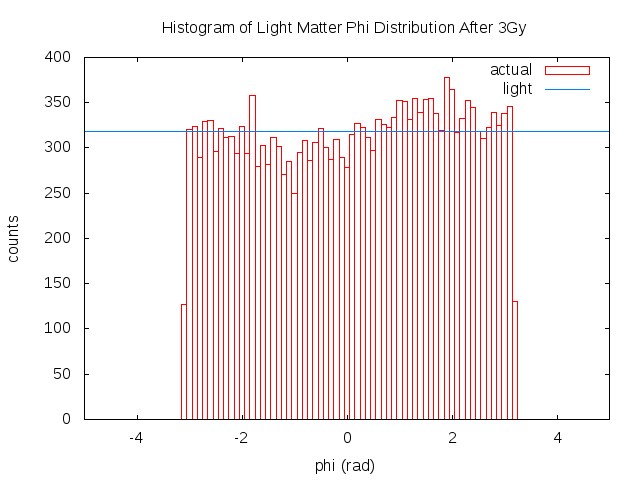 Histogram of Light Matter Phi Distribution After 3Gy
actual
light
400
350
300
250
200
150
100
50
0
counts
-4 -2 0 2 4
phi (rad)